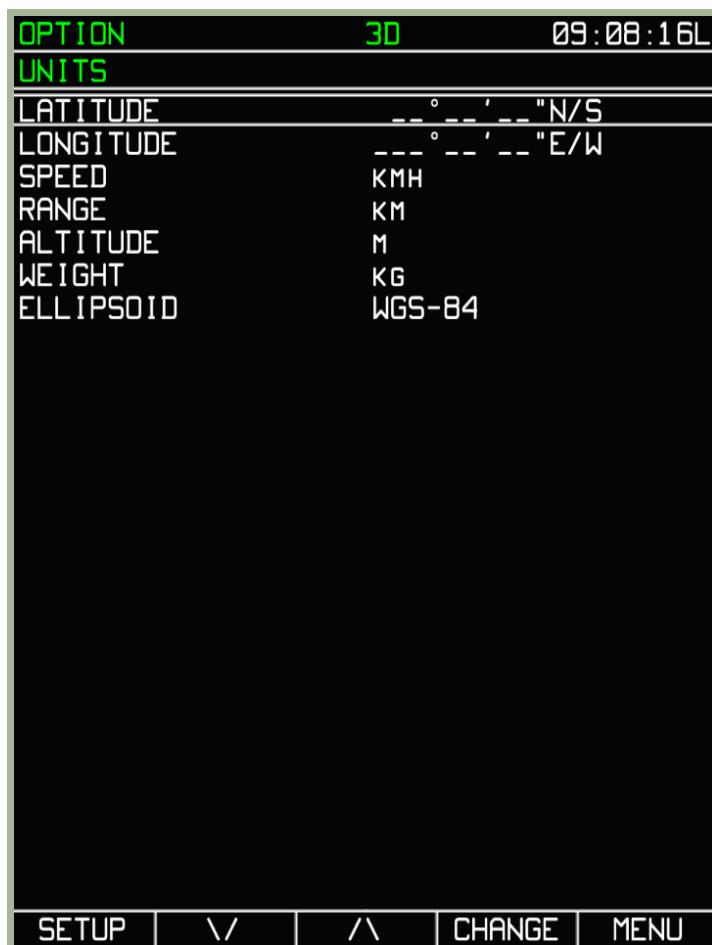 OPTION 3D 09:08:16L
UNITS
LATITUDE __°__'__"N/S
LONGITUDE ___°__'__"E/W
SPEED KMH
RANGE KM
ALTITUDE M
WEIGHT KG
ELLIPSOID WGS-84
SETUP \/ /\ CHANGE MENU